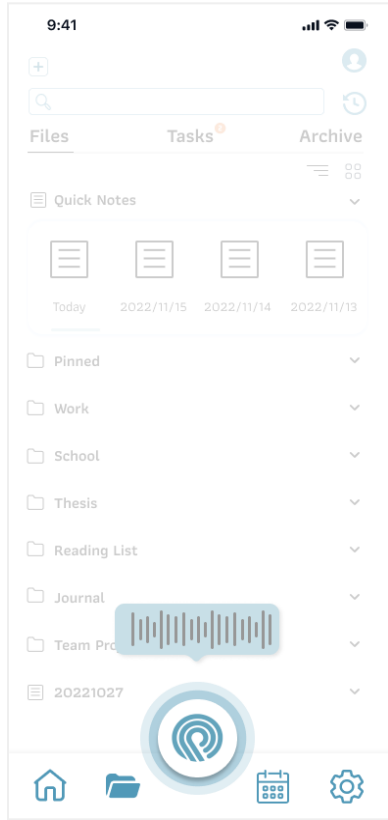 9:41
Files Tasks Archive
Quick Notes
Today 2022/11/15 2022/11/14 2022/11/13
Pinned
Work
School
Thesis
Reading List
Journal
Team Pro
20221027